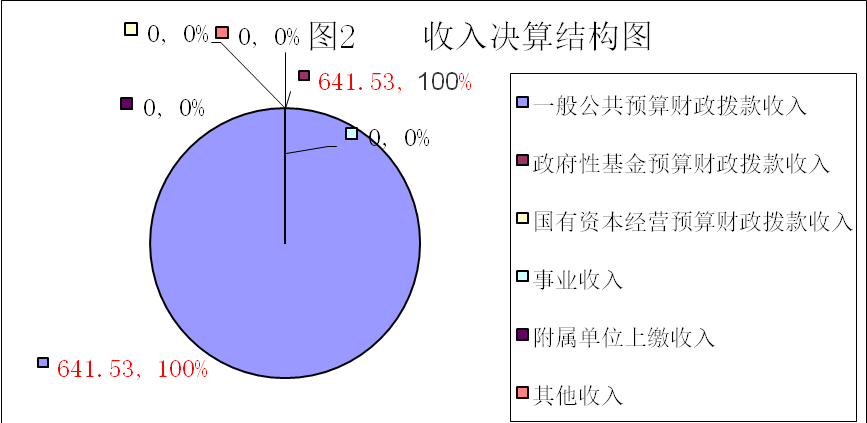 图2 收入决算结构图
0, 0%
0, 0%
641.53, 100%
0, 0%
0, 0%
641.53, 100%
一般公共预算财政拨款收入
政府性基金预算财政拨款收入
国有资本经营预算财政拨款收入
事业收入
附属单位上缴收入
其他收入